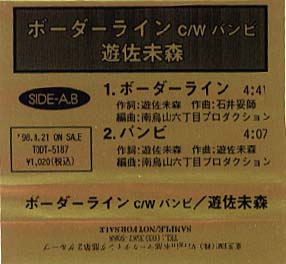 ボーダーライン C/W バンビ
遊佐未森
SIDE-A,B
1. ボーダーライン 4:41
作詞:遊佐未森 作曲:石井妥師
編曲:南烏山六丁目プロダクション
2. バンビ 4:07
作詞:遊佐未森 作曲:遊佐未森
編曲:南烏山六丁目プロダクション
'98.4.21 ON SALE
TODT-5187
¥1,020(税込)
ボーダーライン C/W バンビ/遊佐未森
SAMPLE/NOT FOR SALE